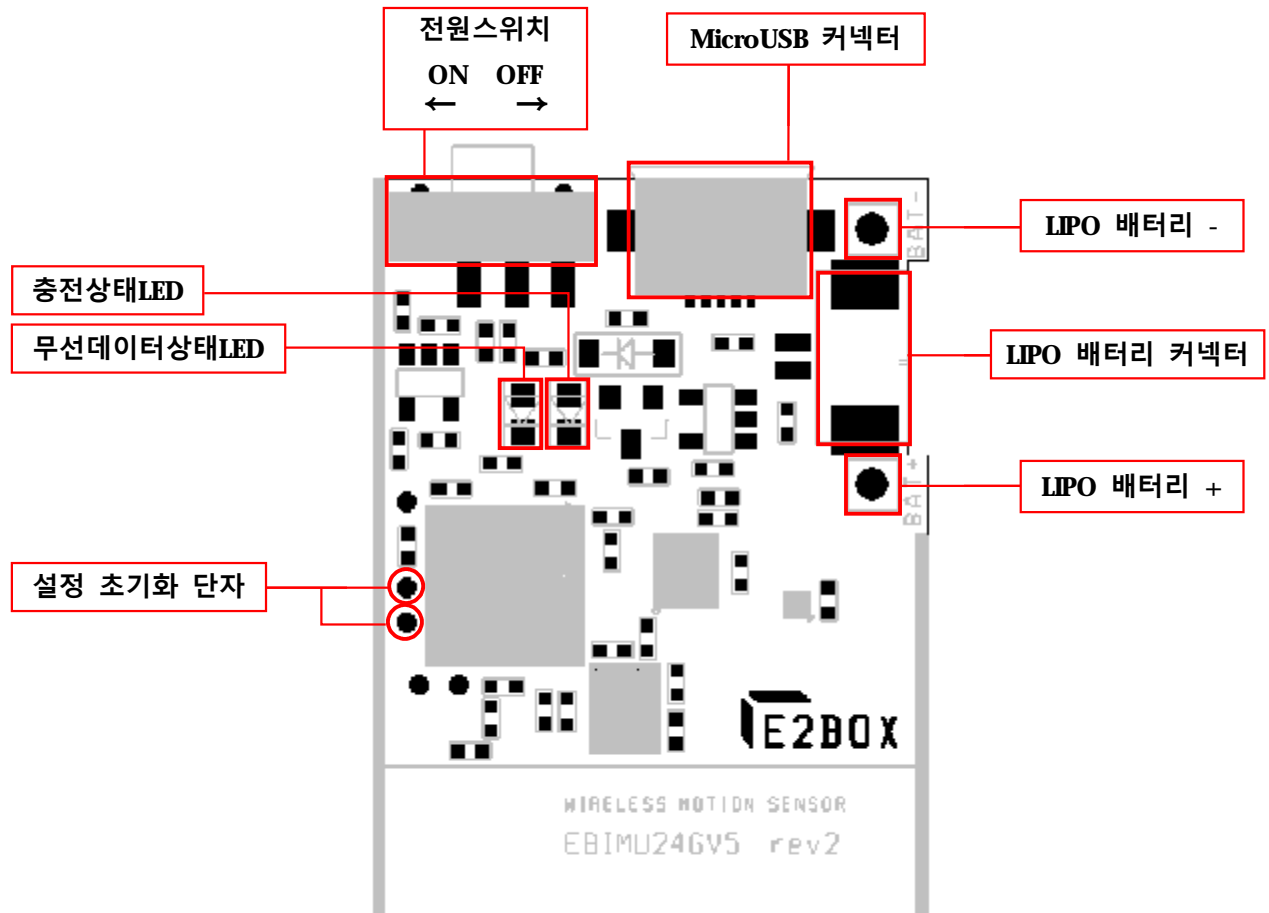 전원스위치
ON OFF
← →
MicroUSB 커넥터
LIPO 배터리 -
BAT-
충전상태LED
무선데이터상태LED
LIPO 배터리 커넥터
LIPO 배터리 +
BAT+
설정 초기화 단자
E2BOX
WIRELESS MOTION SENSOR
EBIMU24GV5 rev2